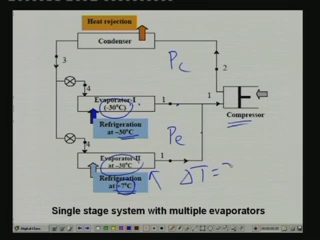 Heat rejection
Condenser
3
Pc
2
4
Evaporator-I
(-30°C)
1
1
Compressor
Refrigeration
at -30°C
Pe
4
Evaporator-II
at -30°C
1
Refrigeration
at -7°C
ΔT = ?
Single stage system with multiple evaporators